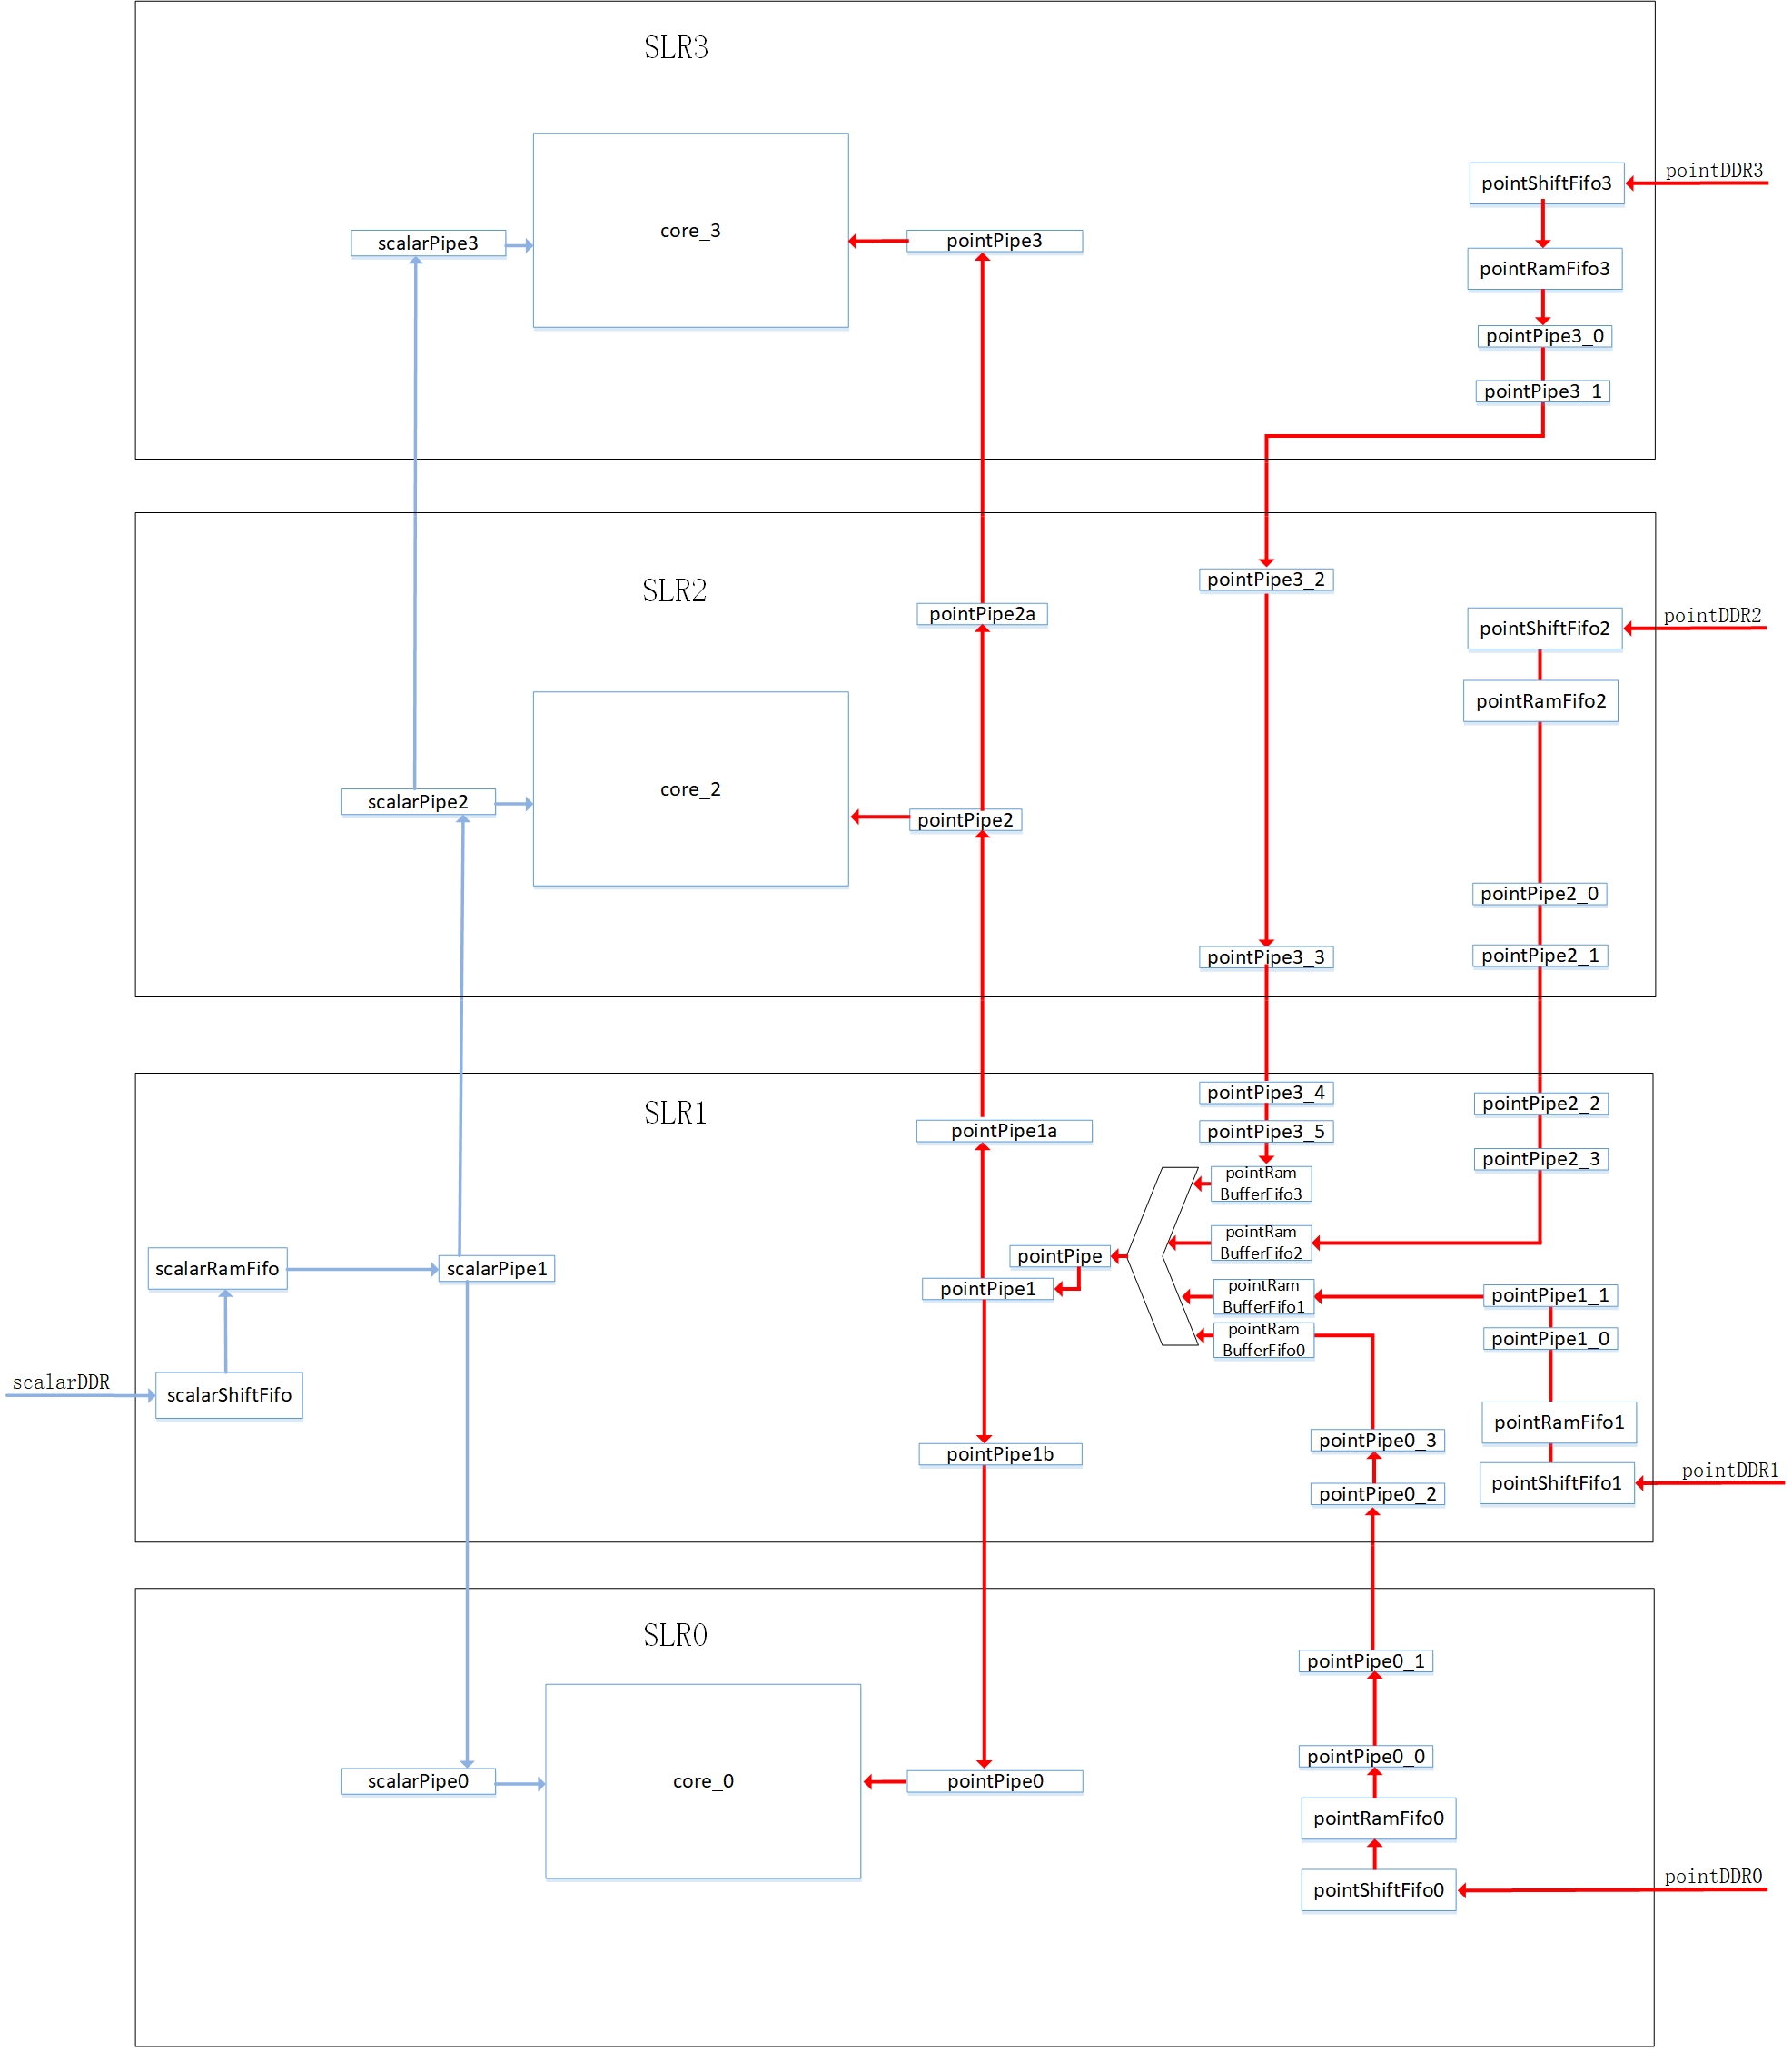 SLR3
pointDDR3
pointShiftFifo3
core_3
scalarPipe3
pointPipe3
pointRamFifo3
pointPipe3_0
pointPipe3_1
SLR2
pointPipe3_2
pointPipe2a
pointDDR2
pointShiftFifo2
pointRamFifo2
core_2
scalarPipe2
pointPipe2
pointPipe2_0
pointPipe3_3
pointPipe2_1
SLR1
pointPipe3_4
pointPipe2_2
pointPipe1a
pointPipe3_5
pointPipe2_3
pointRam
BufferFifo3
pointRam
BufferFifo2
pointPipe
scalarRamFifo
scalarPipe1
pointPipe1
pointRam
BufferFifo1
pointPipe1_1
pointRam
BufferFifo0
pointPipe1_0
scalarDDR
scalarShiftFifo
pointRamFifo1
pointPipe0_3
pointPipe1b
pointDDR1
pointShiftFifo1
pointPipe0_2
SLR0
pointPipe0_1
pointPipe0_0
scalarPipe0
core_0
pointPipe0
pointRamFifo0
pointDDR0
pointShiftFifo0